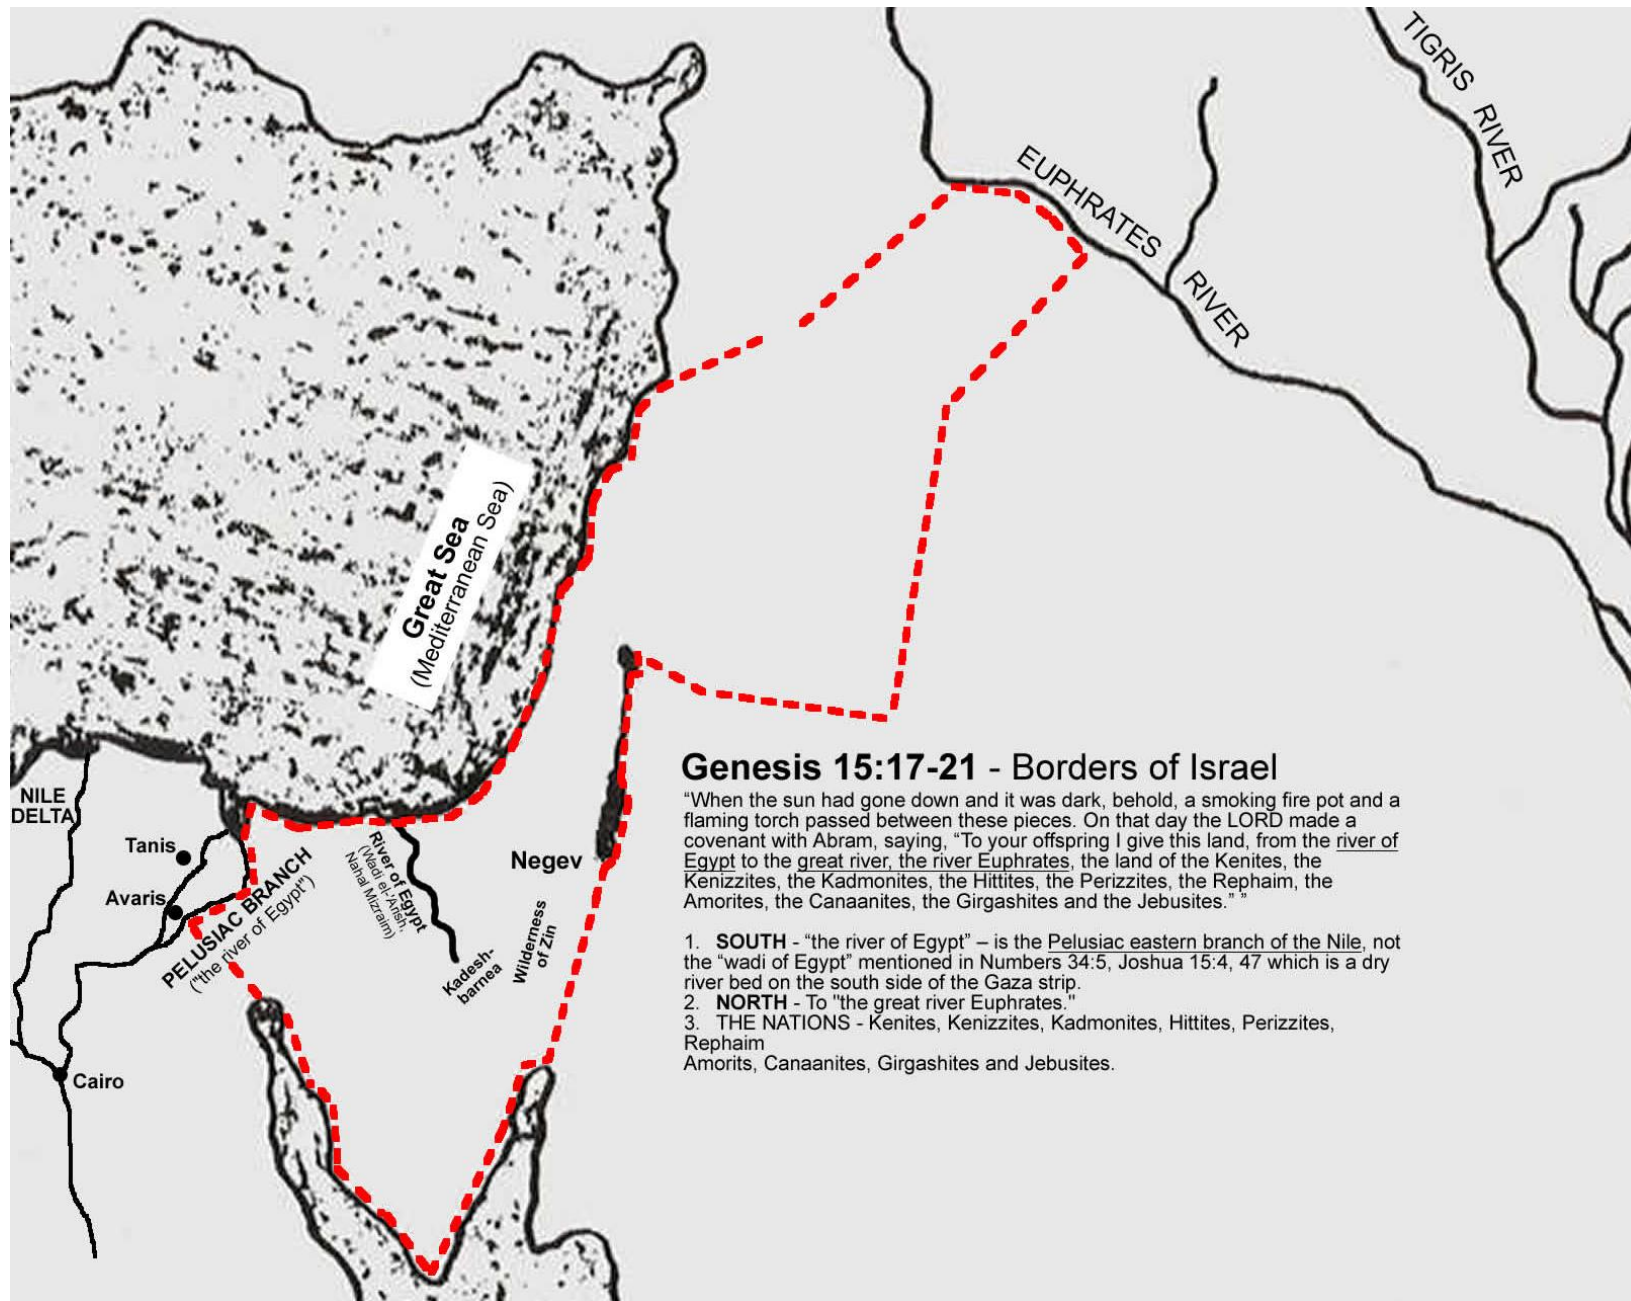 TIGRIS RIVER
EUPHRATES RIVER
Great Sea
(Mediterranean Sea)
NILE
DELTA
Tanis
Avaris
PELUSIAC BRANCH
("the river of Egypt")
River of Egypt
(Wadi el-'Arish,
Nahal Mizraim)
Negev
Wilderness
of Zin
Kadesh-
barnea
Cairo
Genesis 15:17-21 - Borders of Israel
“When the sun had gone down and it was dark, behold, a smoking fire pot and a
flaming torch passed between these pieces. On that day the LORD made a
covenant with Abram, saying, “To your offspring I give this land, from the river of
Egypt to the great river, the river Euphrates, the land of the Kenites, the
Kenizzites, the Kadmonites, the Hittites, the Perizzites, the Rephaim, the
Amorites, the Canaanites, the Girgashites and the Jebusites.” ”
1. SOUTH - “the river of Egypt” – is the Pelusiac eastern branch of the Nile, not
the “wadi of Egypt” mentioned in Numbers 34:5, Joshua 15:4, 47 which is a dry
river bed on the south side of the Gaza strip.
2. NORTH - To "the great river Euphrates."
3. THE NATIONS - Kenites, Kenizzites, Kadmonites, Hittites, Perizzites,
Rephaim
Amorits, Canaanites, Girgashites and Jebusites.